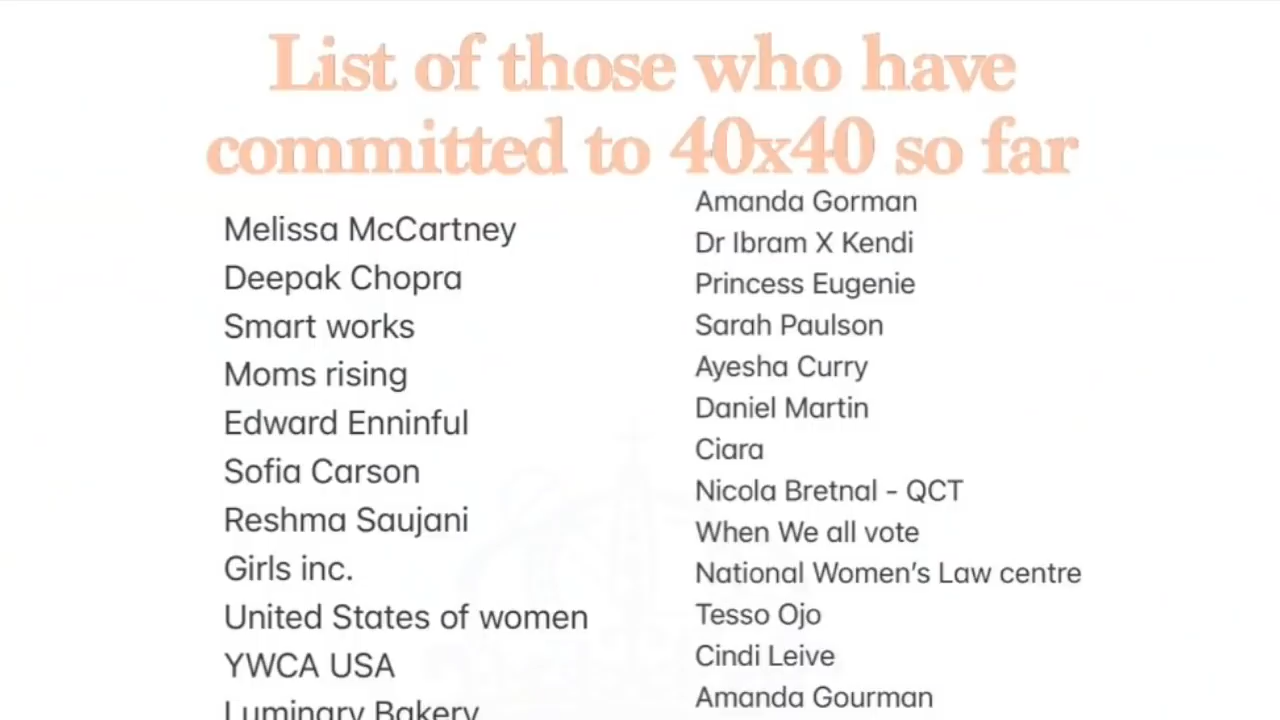 List of those who have
committed to 40x40 so far
Melissa McCartney
Deepak Chopra
Smart works
Moms rising
Edward Enninful
Sofia Carson
Reshma Saujani
Girls inc.
United States of women
YWCA USA
Luminary Bakery
Amanda Gorman
Dr Ibram X Kendi
Princess Eugenie
Sarah Paulson
Ayesha Curry
Daniel Martin
Ciara
Nicola Bretnal - QCT
When We all vote
National Women's Law centre
Tesso Ojo
Cindi Leive
Amanda Gourman